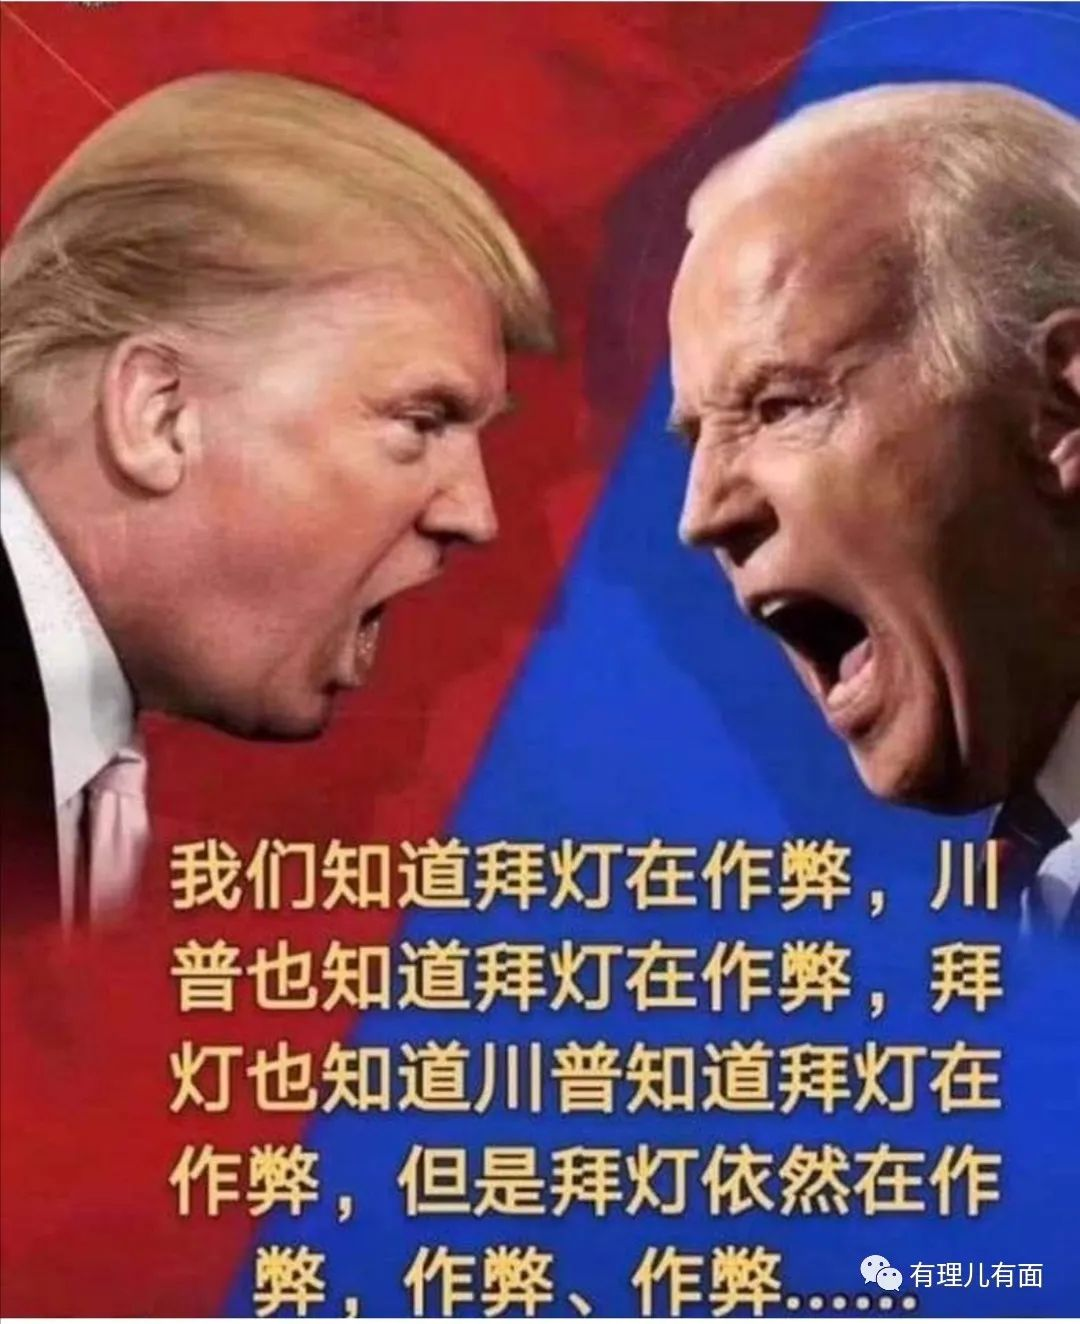 我们知道拜灯在作弊，川
普也知道拜灯在作弊，拜
灯也知道川普知道拜灯在
作弊，但是拜灯依然在作
弊，作弊、作弊......
有理儿有面